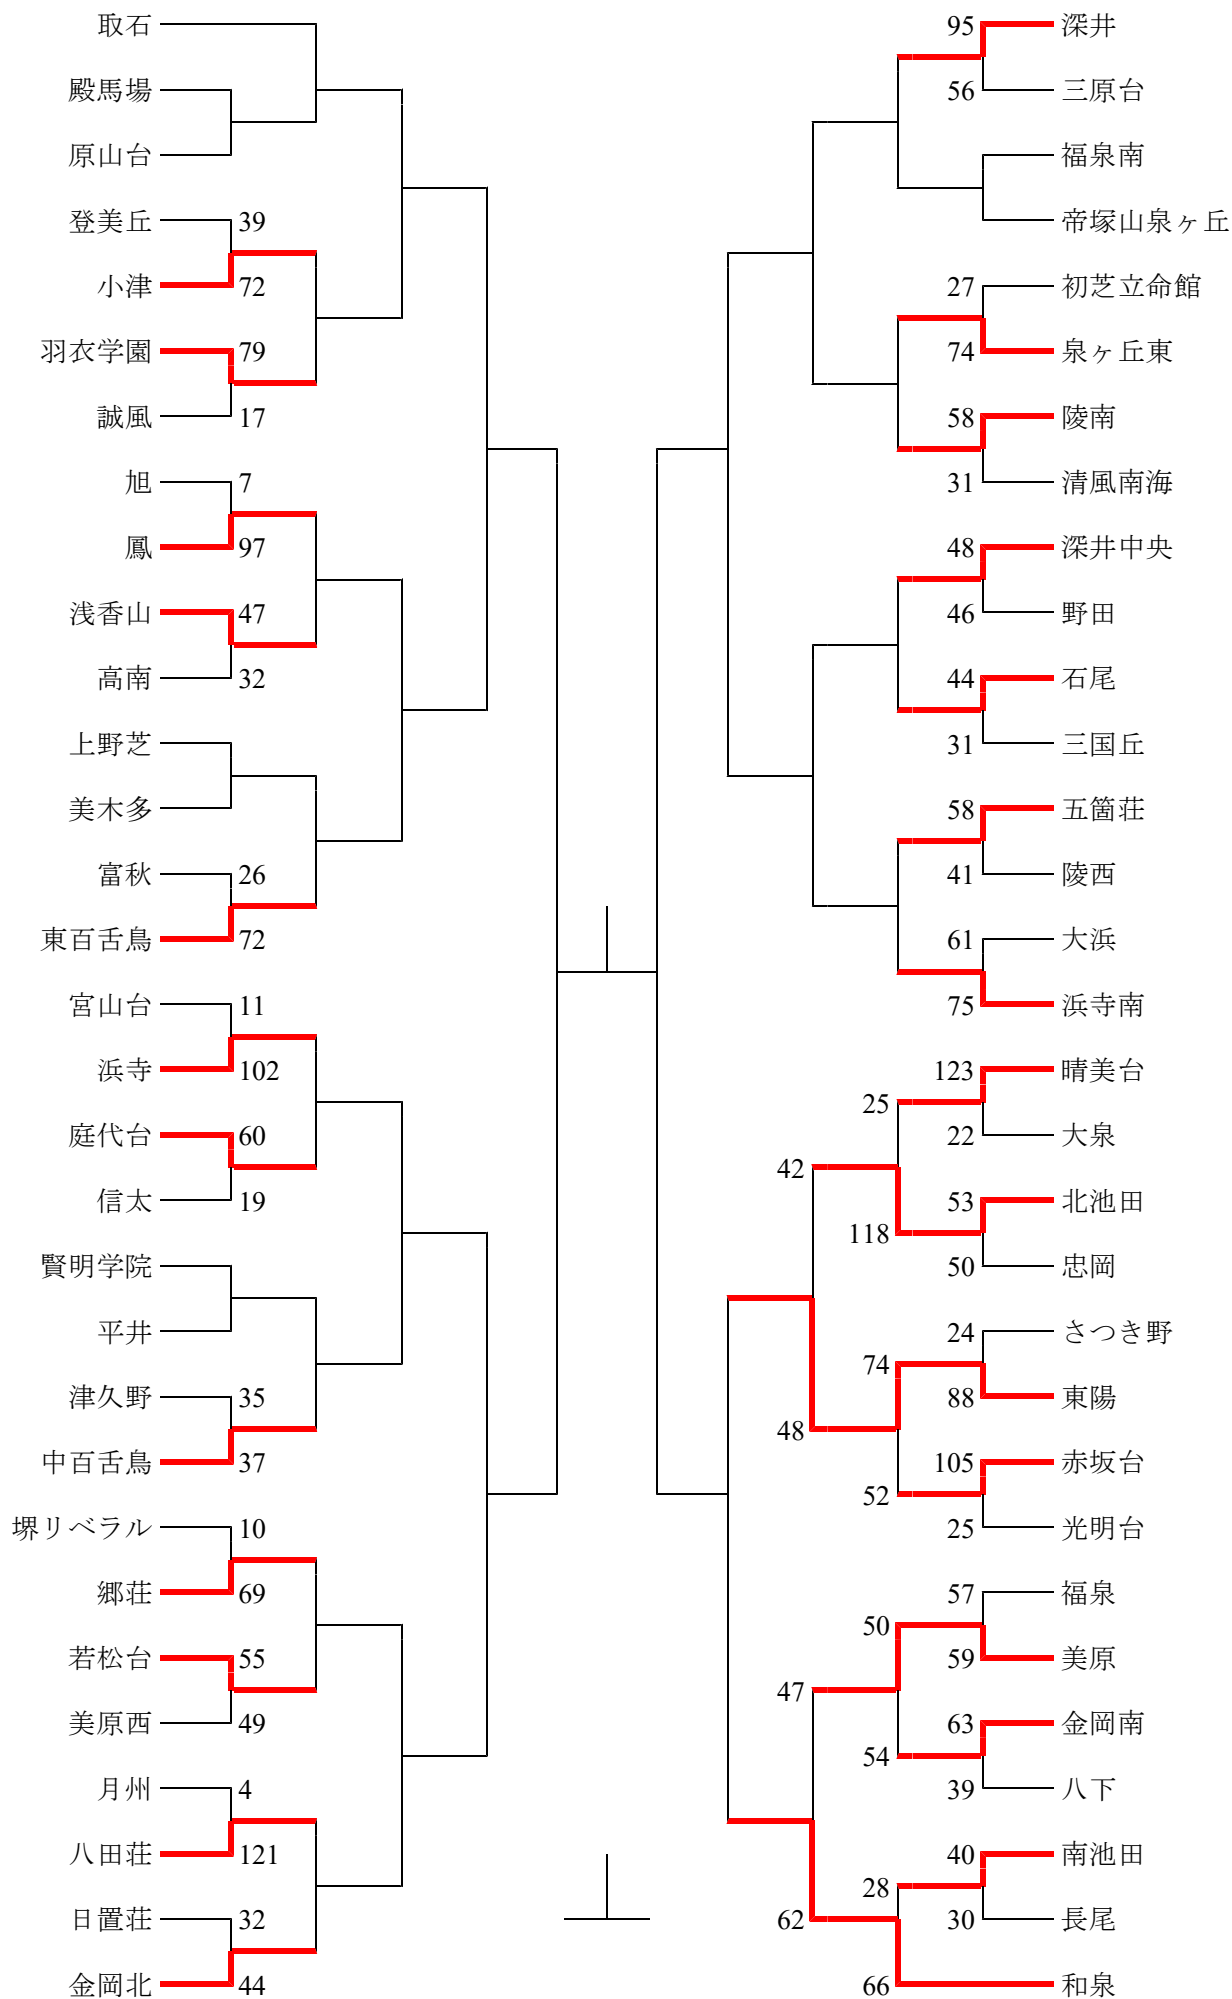 取石
殿馬場
原山台
登美丘 39
小津 72
羽衣学園 79
誠風 17
旭 7
鳳 97
浅香山 47
高南 32
上野芝
美木多
富秋 26
東百舌鳥 72
宮山台 11
浜寺 102
庭代台 60
信太 19
賢明学院
平井
津久野 35
中百舌鳥 37
堺リベラル 10
郷荘 69
若松台 55
美原西 49
月州 4
八田荘 121
日置荘 32
金岡北 44
95 深井
56 三原台
福泉南
帝塚山泉ヶ丘
27 初芝立命館
74 泉ヶ丘東
58 陵南
31 清風南海
48 深井中央
46 野田
44 石尾
31 三国丘
58 五箇荘
41 陵西
61 大浜
75 浜寺南
123 晴美台
25
22 大泉
42
53 北池田
118
50 忠岡
24 さつき野
74
88 東陽
48
105 赤坂台
52
25 光明台
57 福泉
50
59 美原
47
63 金岡南
54
39 八下
40 南池田
28
30 長尾
62
66 和泉